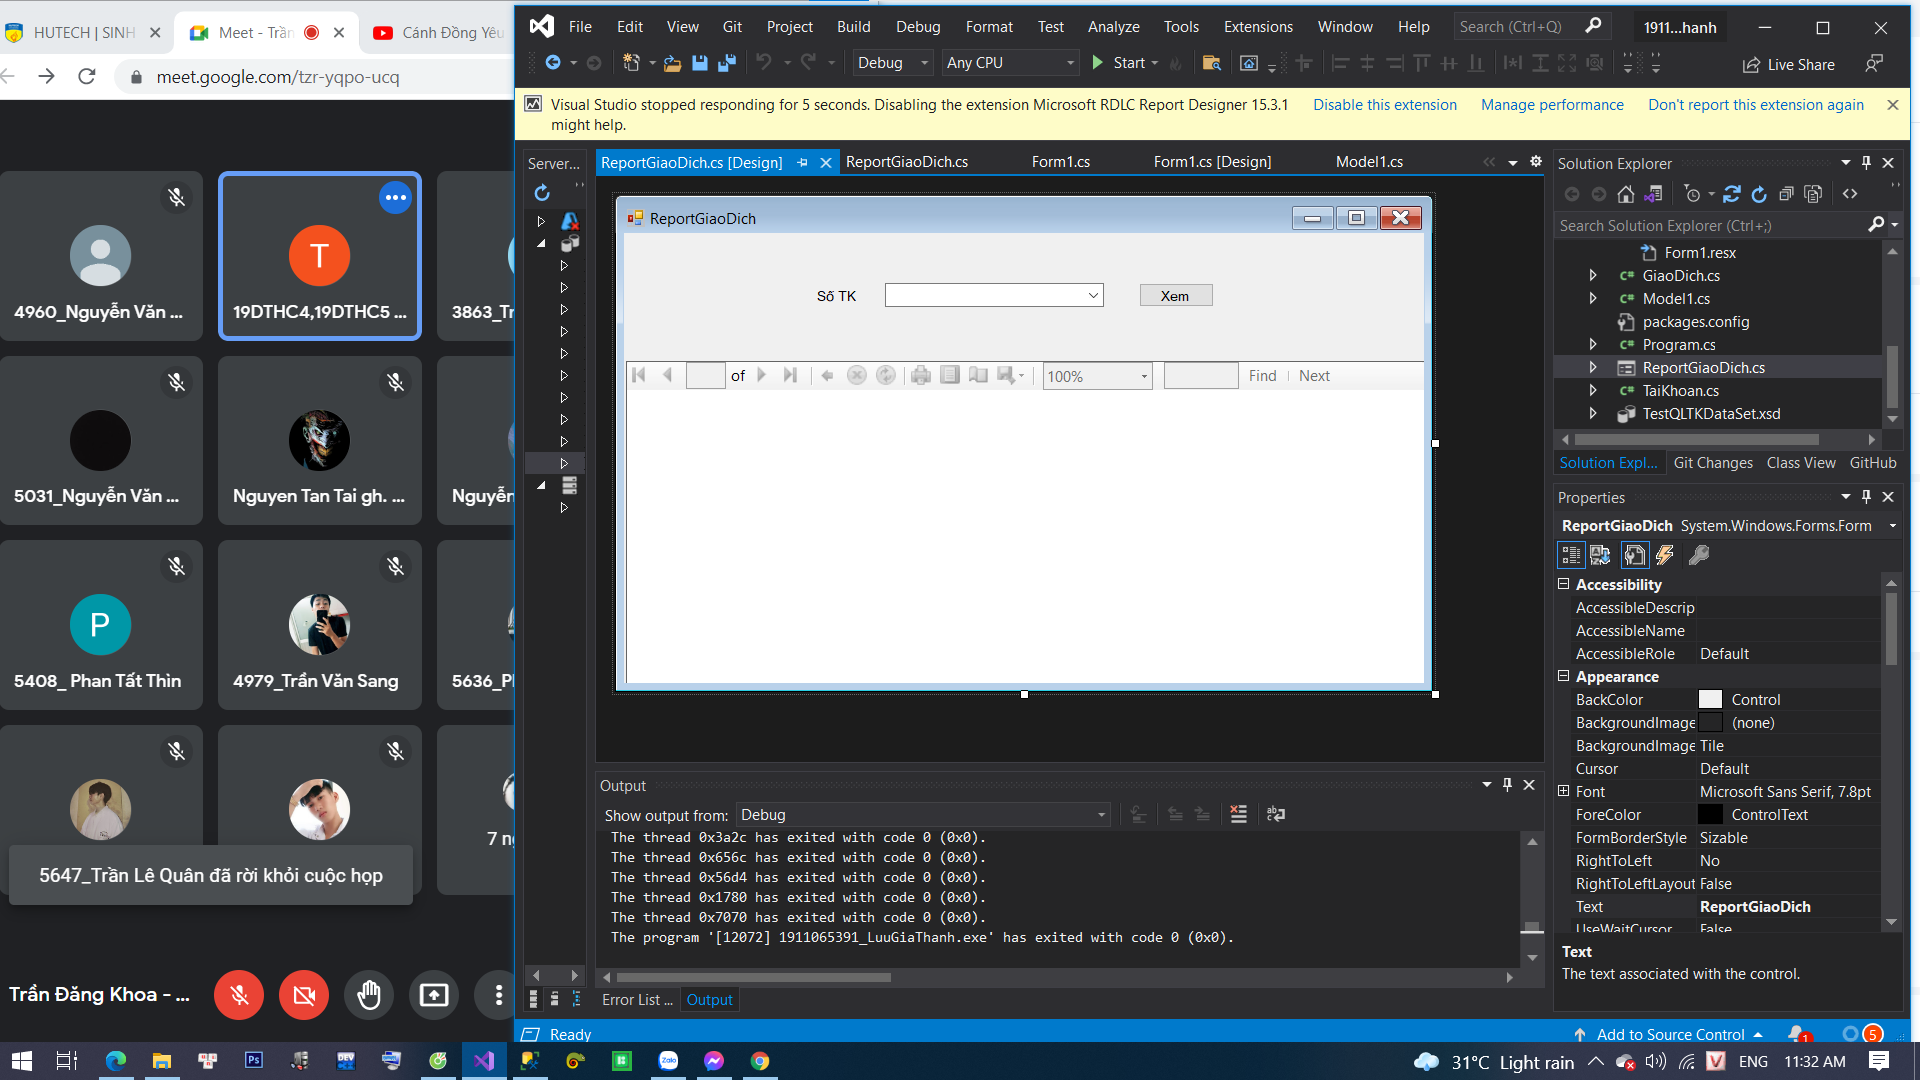 HUTECH | SINH
Meet - Trần
Cánh Đồng Yêu
meet.google.com/tzr-yqpo-ucq
4960_Nguyễn Văn ...
T
19DTHC4,19DTHC5 ...
3863_Tr
5031_Nguyễn Văn ...
Nguyen Tan Tai gh. ...
Nguyễn
P
5408_ Phan Tất Thìn
4979_Trần Văn Sang
5636_Ph
7 ng
5647_Trần Lê Quân đã rời khỏi cuộc họp
Trần Đăng Khoa - ...
File Edit View Git Project Build Debug Format Test Analyze Tools Extensions Window Help
Search (Ctrl+Q)
1911...hanh
Debug
Any CPU
Start
Live Share
Visual Studio stopped responding for 5 seconds. Disabling the extension Microsoft RDLC Report Designer 15.3.1
might help.
Disable this extension
Manage performance
Don't report this extension again
Server...
ReportGiaoDich.cs [Design]
ReportGiaoDich.cs
Form1.cs
Form1.cs [Design]
Model1.cs
ReportGiaoDich
Số TK
Xem
of
100%
Find
Next
Output
Show output from: Debug
The thread 0x3a2c has exited with code 0 (0x0).
The thread 0x656c has exited with code 0 (0x0).
The thread 0x56d4 has exited with code 0 (0x0).
The thread 0x1780 has exited with code 0 (0x0).
The thread 0x7070 has exited with code 0 (0x0).
The program '[12072] 1911065391_LuuGiaThanh.exe' has exited with code 0 (0x0).
Error List ...
Output
Solution Explorer
Search Solution Explorer (Ctrl+;)
Form1.resx
C# GiaoDich.cs
C# Model1.cs
packages.config
C# Program.cs
ReportGiaoDich.cs
C# TaiKhoan.cs
TestQLTKDataSet.xsd
Solution Expl...
Git Changes
Class View
GitHub
Properties
ReportGiaoDich System.Windows.Forms.Form
Accessibility
AccessibleDescrip
AccessibleName
AccessibleRole Default
Appearance
BackColor Control
BackgroundImage (none)
BackgroundImage Tile
Cursor Default
Font Microsoft Sans Serif, 7.8pt
ForeColor ControlText
FormBorderStyle Sizable
RightToLeft No
RightToLeftLayout False
Text ReportGiaoDich
UseWaitCursor False
Text
The text associated with the control.
Ready
Add to Source Control
1
5
Ps
DEV
Zalo
31°C Light rain
V
ENG
11:32 AM